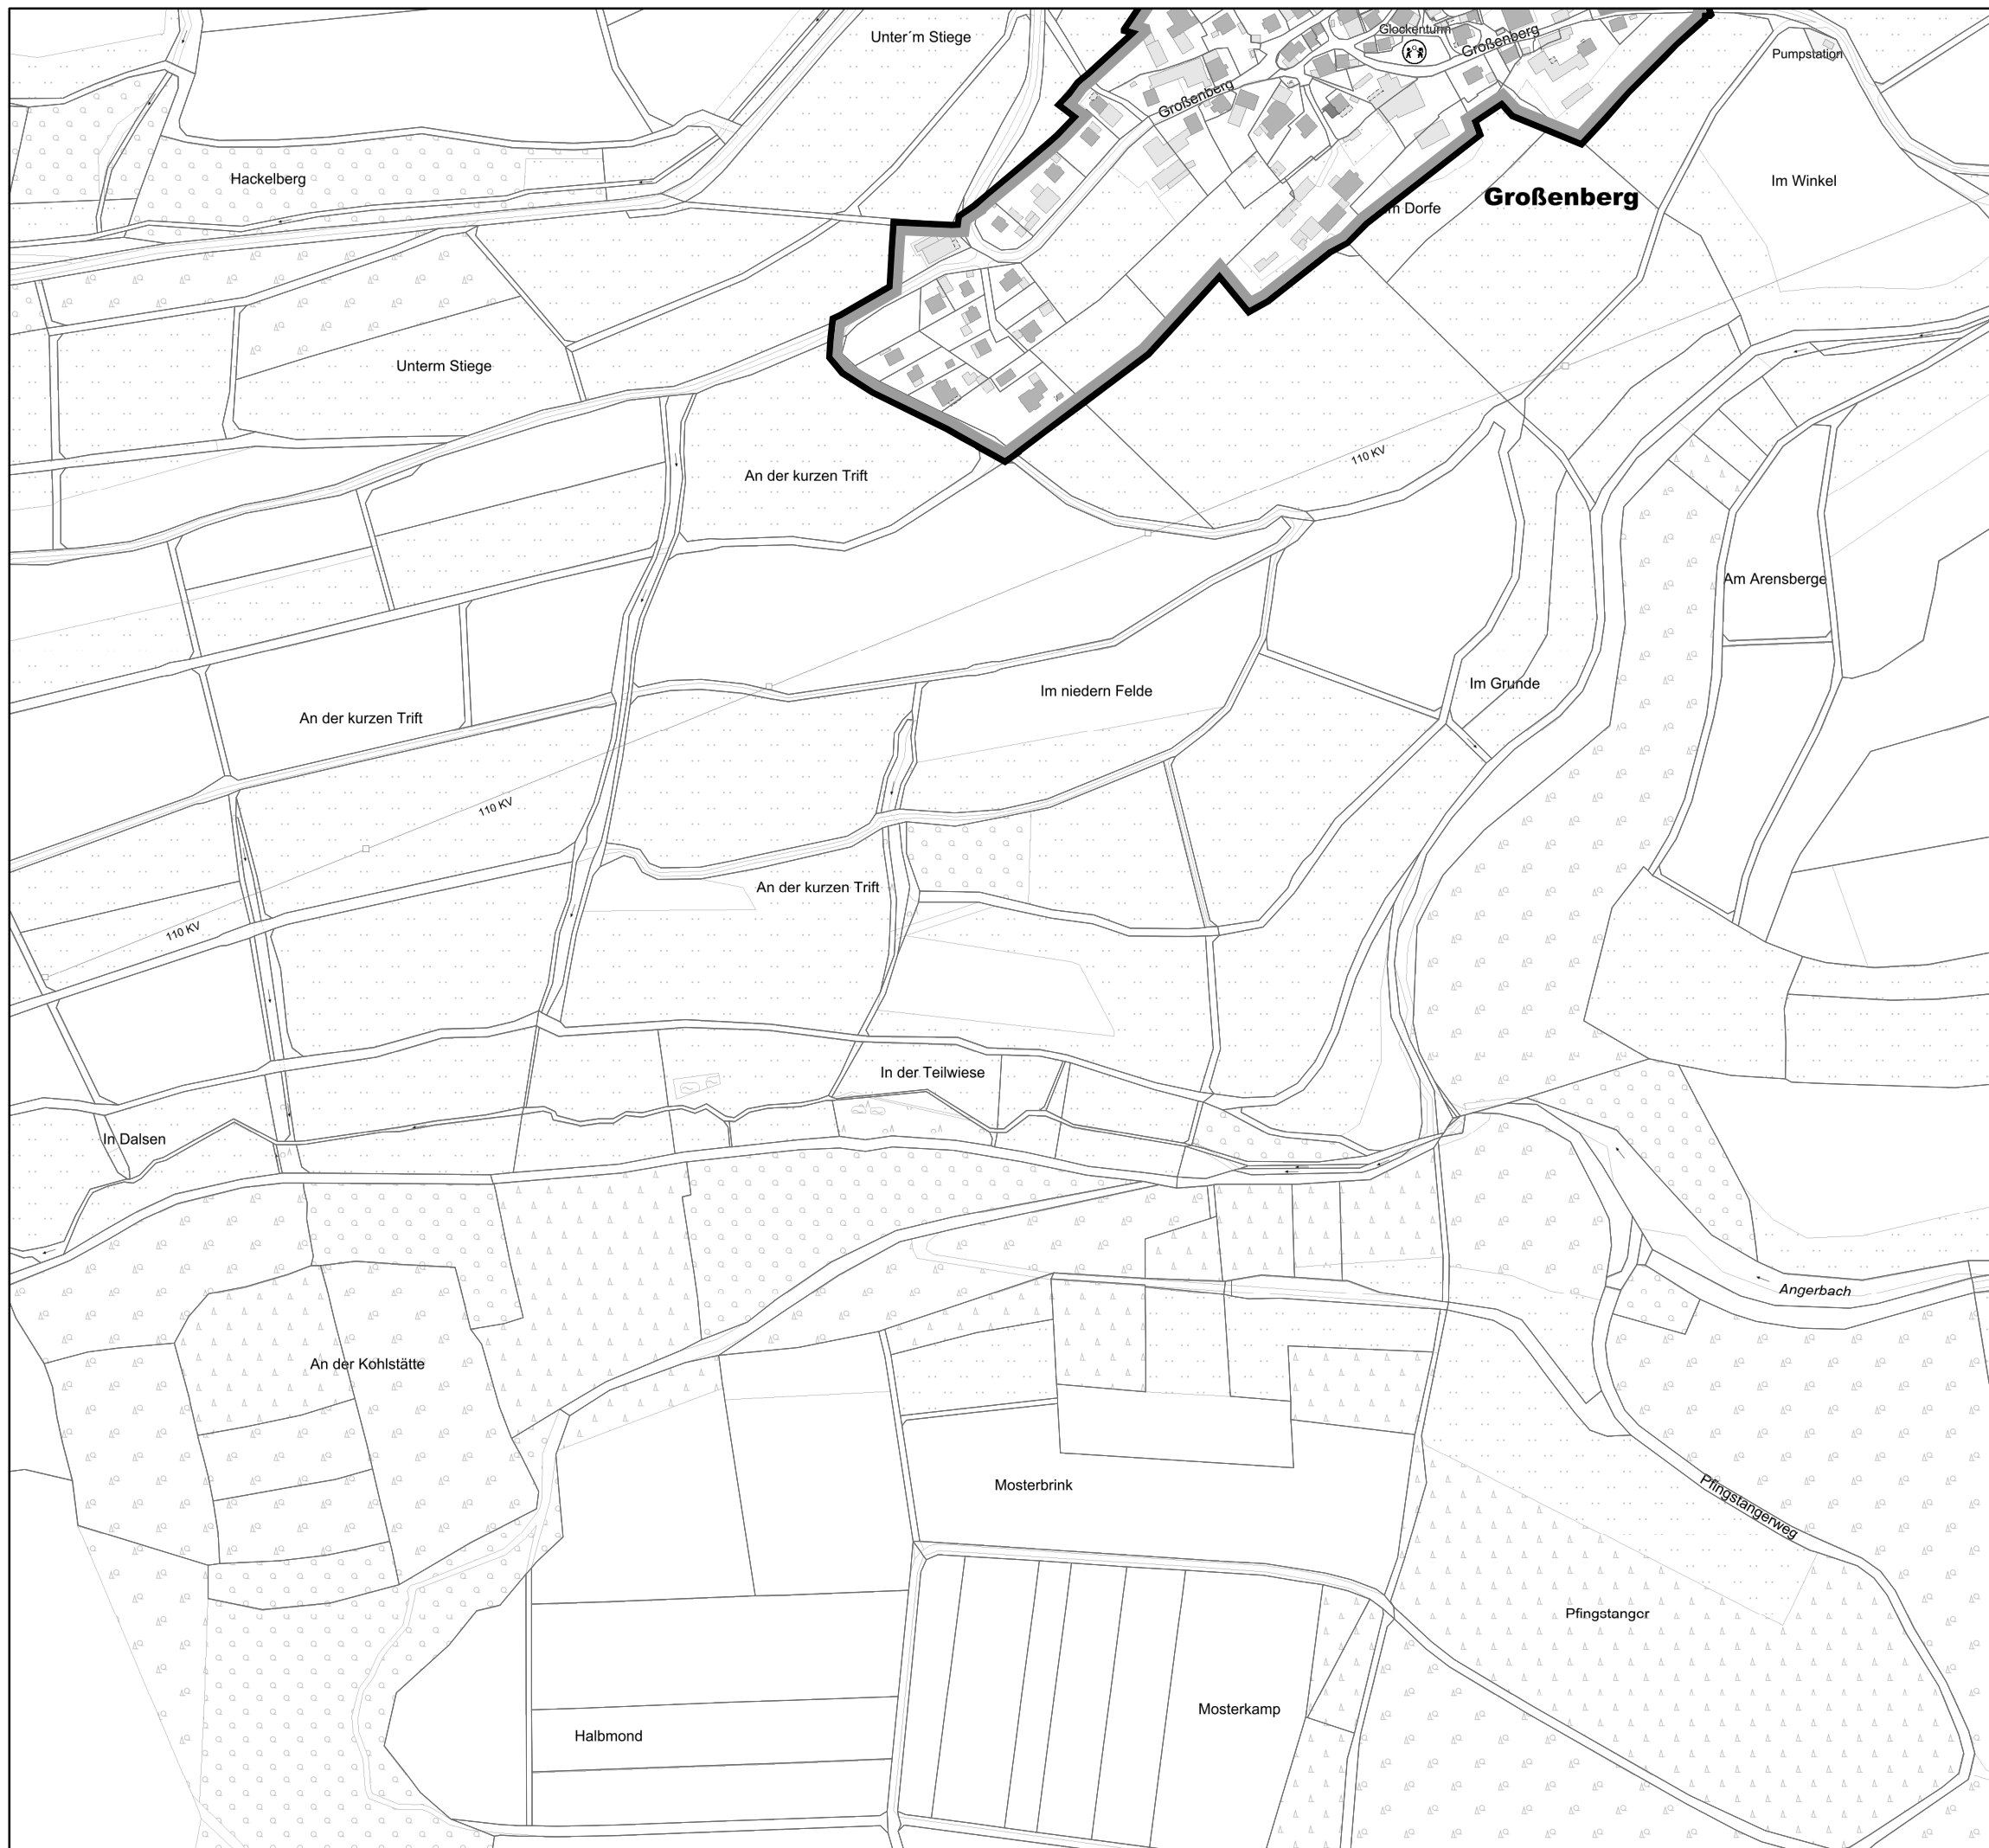 Unter´m Stiege
Glockenturm
Großenberg
Pumpstation
Großenberg
Hackelberg
Im Winkel
Großenberg
m Dorfe
Unterm Stiege
110 KV
An der kurzen Trift
Am Arensberge
Im Grunde
Im niedern Felde
An der kurzen Trift
110 KV
An der kurzen Trift
110 KV
In der Teilwiese
In Dalsen
Angerbach
An der Kohlstätte
Mosterbrink
Pfingstangerweg
Pfingstanger
Mosterkamp
Halbmond